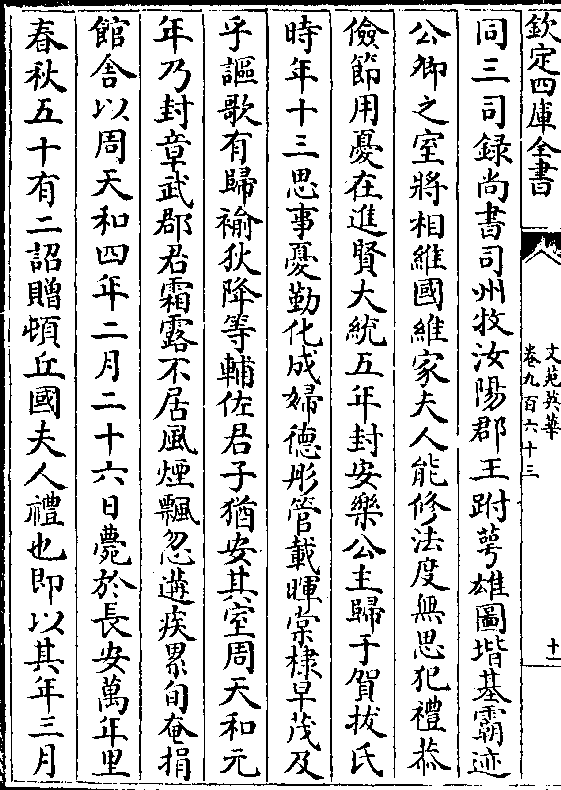 欽定四庫全書
文苑英華
卷九百六十三
十一
同三司録尚書司州牧汝陽郡王跗萼雄圖堦基霸迹
公卿之室將相維國維家夫人能修法度無思犯禮恭
儉節用憂在進賢大統五年封安樂公主歸于賀拔氏
時年十三思事憂勤化成婦德彤管載暉棠棣早茂及
乎謳歌有歸褕狄降等輔佐君子猶安其室周天和元
年乃封章武郡君霜露不居風煙飄忽遘疾累旬奄捐
館舍以周天和四年二月二十六日薨於長安萬年里
春秋五十有二詔贈頓丘國夫人禮也即以其年三月